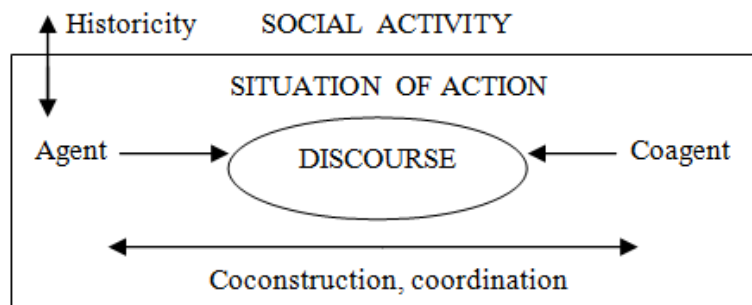 Historicity SOCIAL ACTIVITY
SITUATION OF ACTION
Agent DISCOURSE Coagent
Coconstruction, coordination